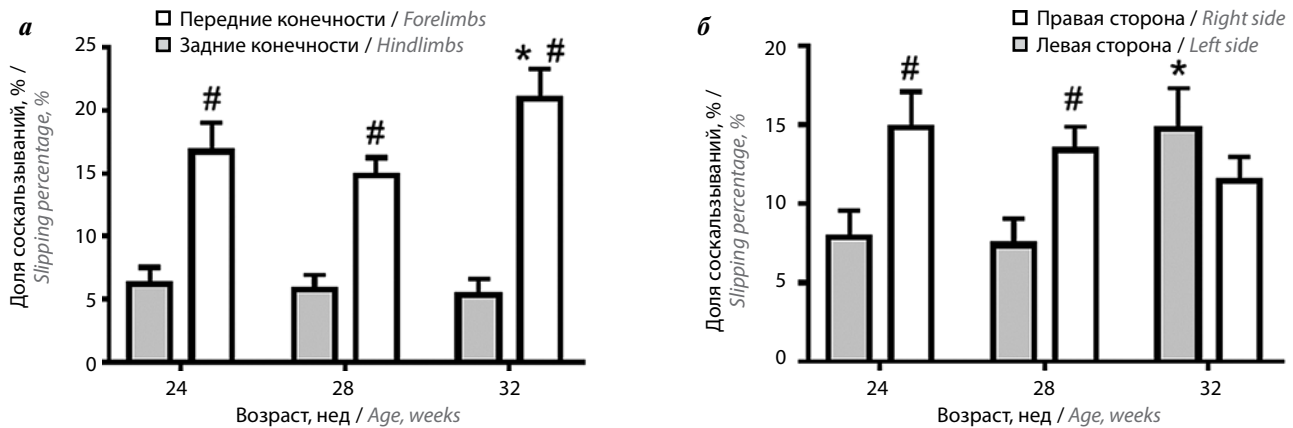 а
Передние конечности / Forelimbs
Задние конечности / Hindlimbs
Доля соскальзываний, % /
Slipping percentage, %
25
20
15
10
5
0
#
#
* #
24
28
32
Возраст, нед / Age, weeks
б
Правая сторона / Right side
Левая сторона / Left side
Доля соскальзываний, % /
Slipping percentage, %
20
15
10
5
0
#
#
*
24
28
32
Возраст, нед / Age, weeks